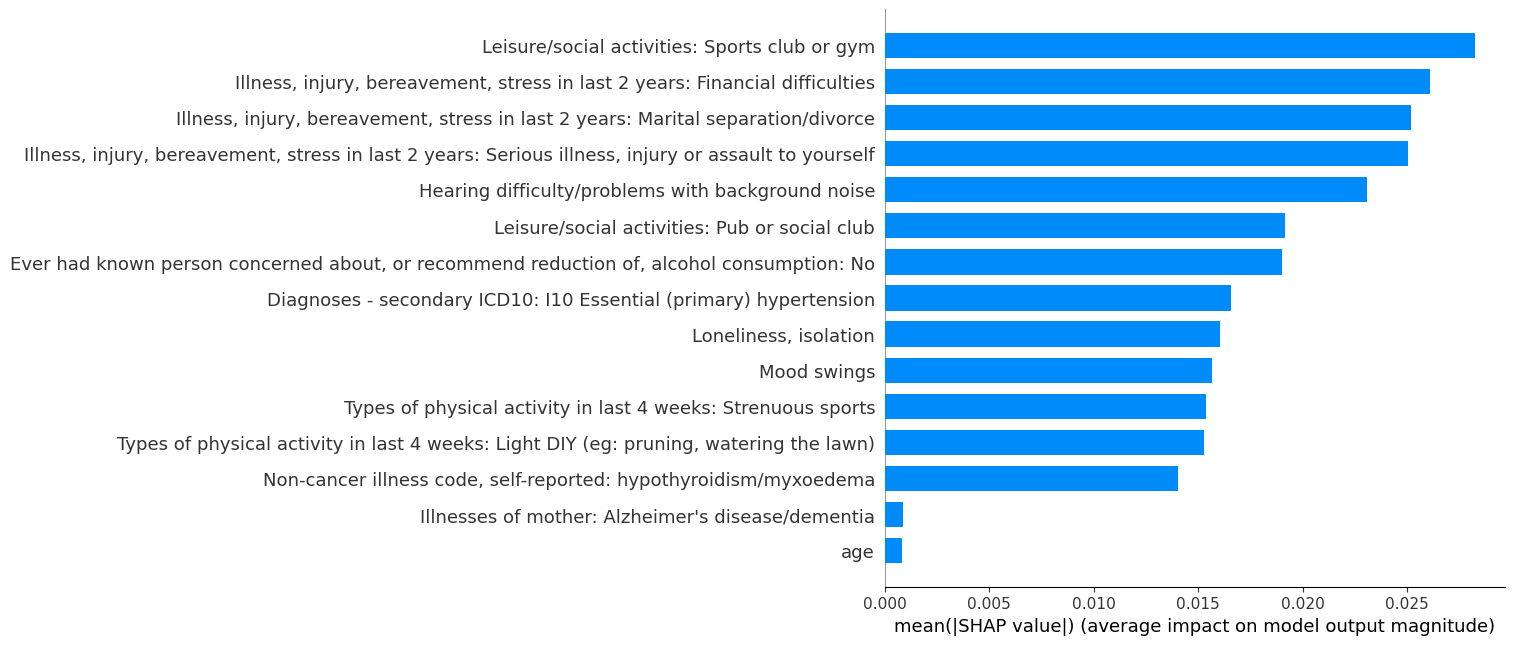 Leisure/social activities: Sports club or gym
Illness, injury, bereavement, stress in last 2 years: Financial difficulties
Illness, injury, bereavement, stress in last 2 years: Marital separation/divorce
Illness, injury, bereavement, stress in last 2 years: Serious illness, injury or assault to yourself
Hearing difficulty/problems with background noise
Leisure/social activities: Pub or social club
Ever had known person concerned about, or recommend reduction of, alcohol consumption: No
Diagnoses - secondary ICD10: I10 Essential (primary) hypertension
Loneliness, isolation
Mood swings
Types of physical activity in last 4 weeks: Strenuous sports
Types of physical activity in last 4 weeks: Light DIY (eg: pruning, watering the lawn)
Non-cancer illness code, self-reported: hypothyroidism/myxoedema
Illnesses of mother: Alzheimer's disease/dementia
age
0.000 0.005 0.010 0.015 0.020 0.025
mean(|SHAP value|) (average impact on model output magnitude)